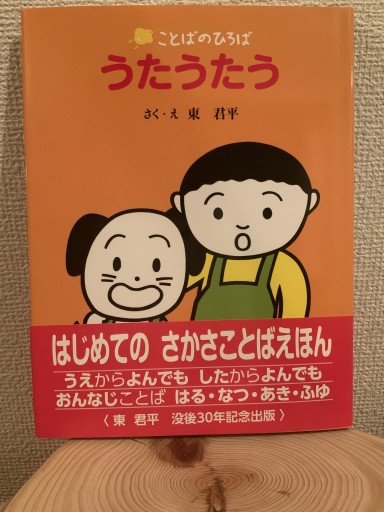 ことばのひろば
うたうたう
さく・え 東 君平
はじめての さかさことばえほん
うえからよんでも したからよんでも
おんなじことば はる・なつ・あき・ふゆ
〈 東 君平 没後30年記念出版 〉